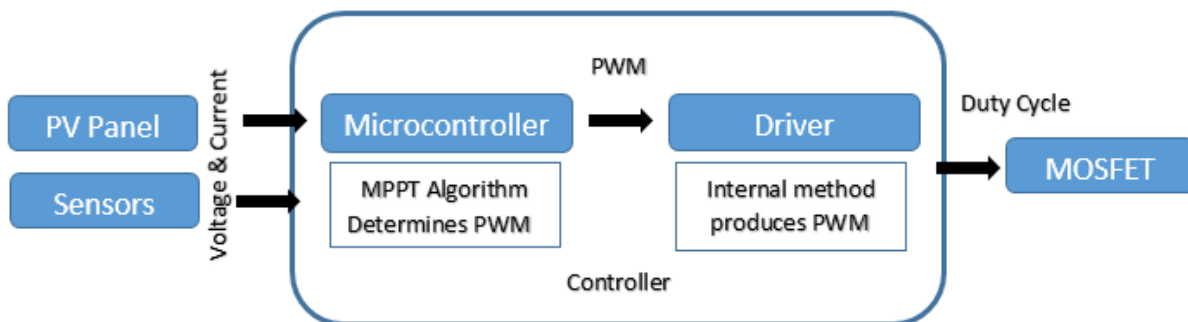 PV Panel
Sensors
Voltage & Current
Microcontroller
MPPT Algorithm
Determines PWM
PWM
Driver
Internal method
produces PWM
Controller
Duty Cycle
MOSFET